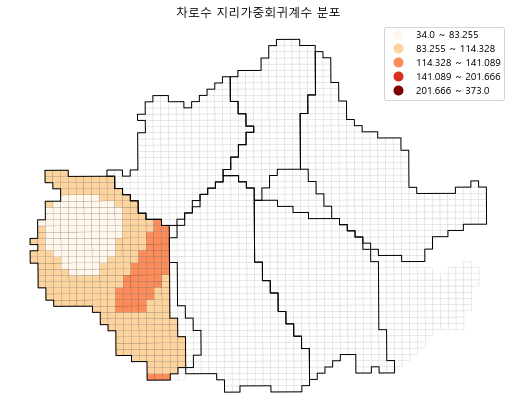 차로수 지리가중회귀계수 분포
34.0 ~ 83.255
83.255 ~ 114.328
114.328 ~ 141.089
141.089 ~ 201.666
201.666 ~ 373.0